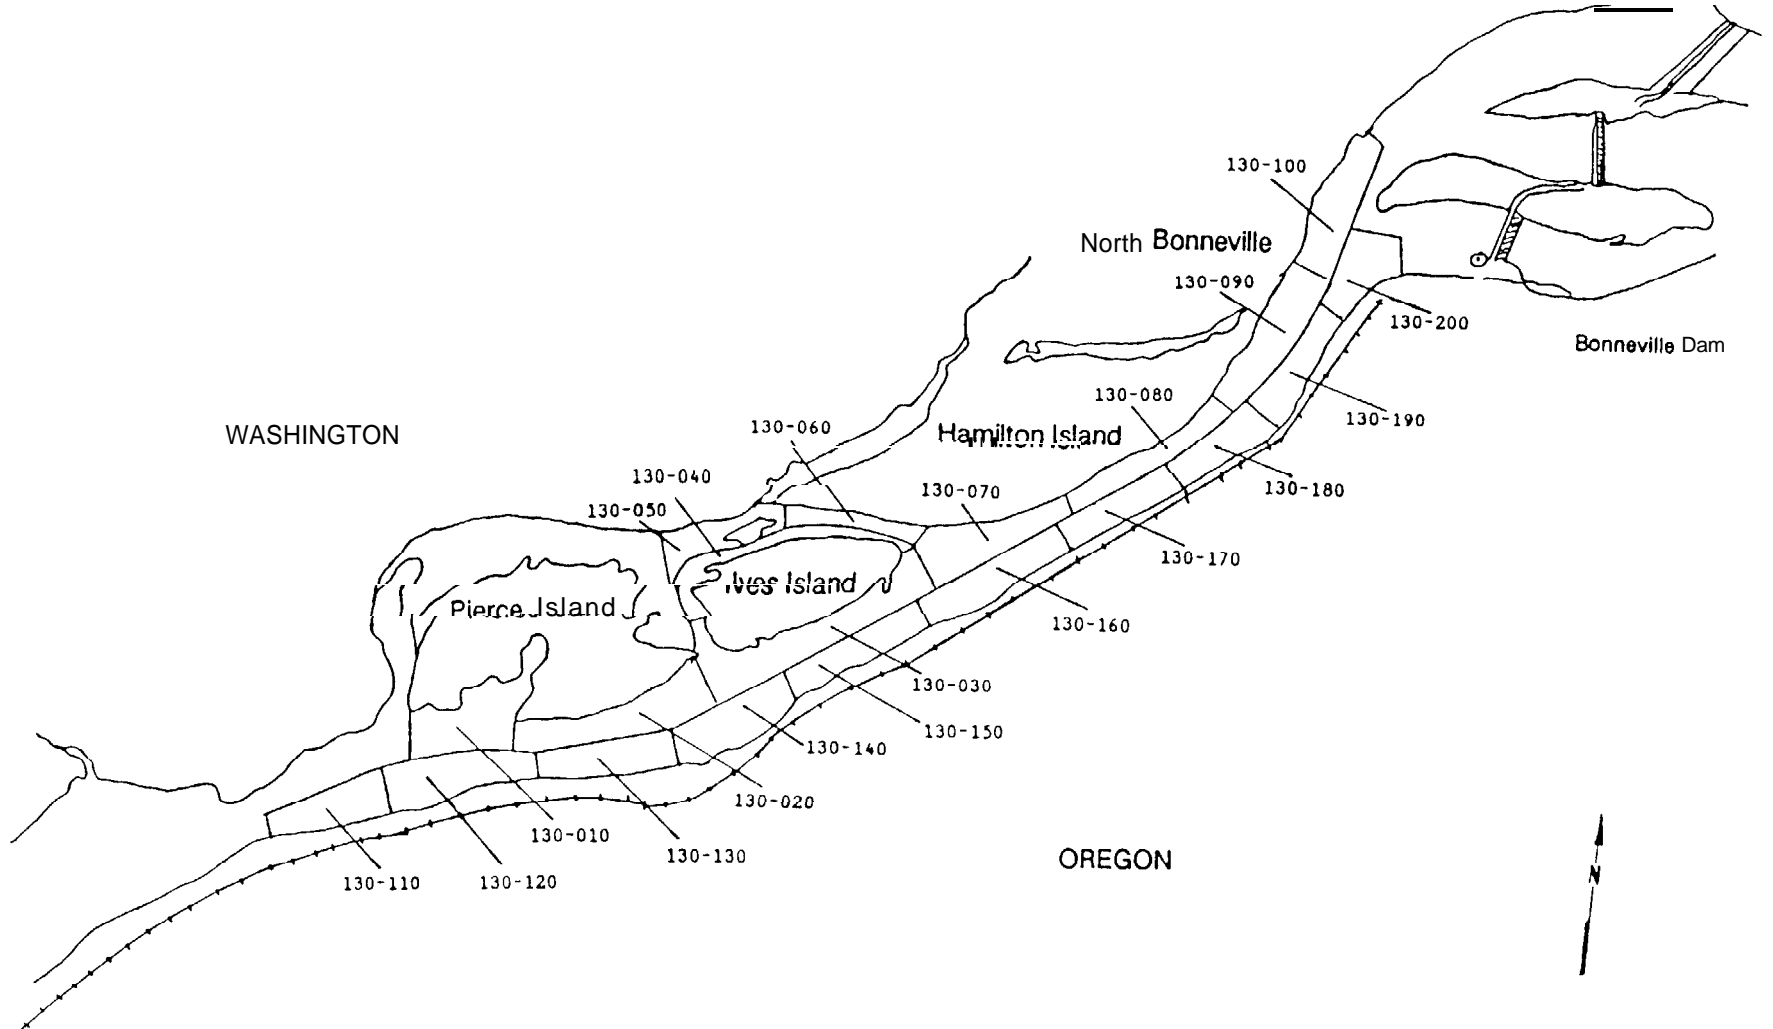 130-100
North Bonneville
130-090
130-200
Bonneville Dam
130-080
130-190
130-060
WASHINGTON
Hamilton Island
130-040
130-070
130-180
130-050
130-170
Ives Island
Pierce Island
130-160
130-030
130-150
130-140
130-020
130-010
130-130
OREGON
130-110
130-120
N